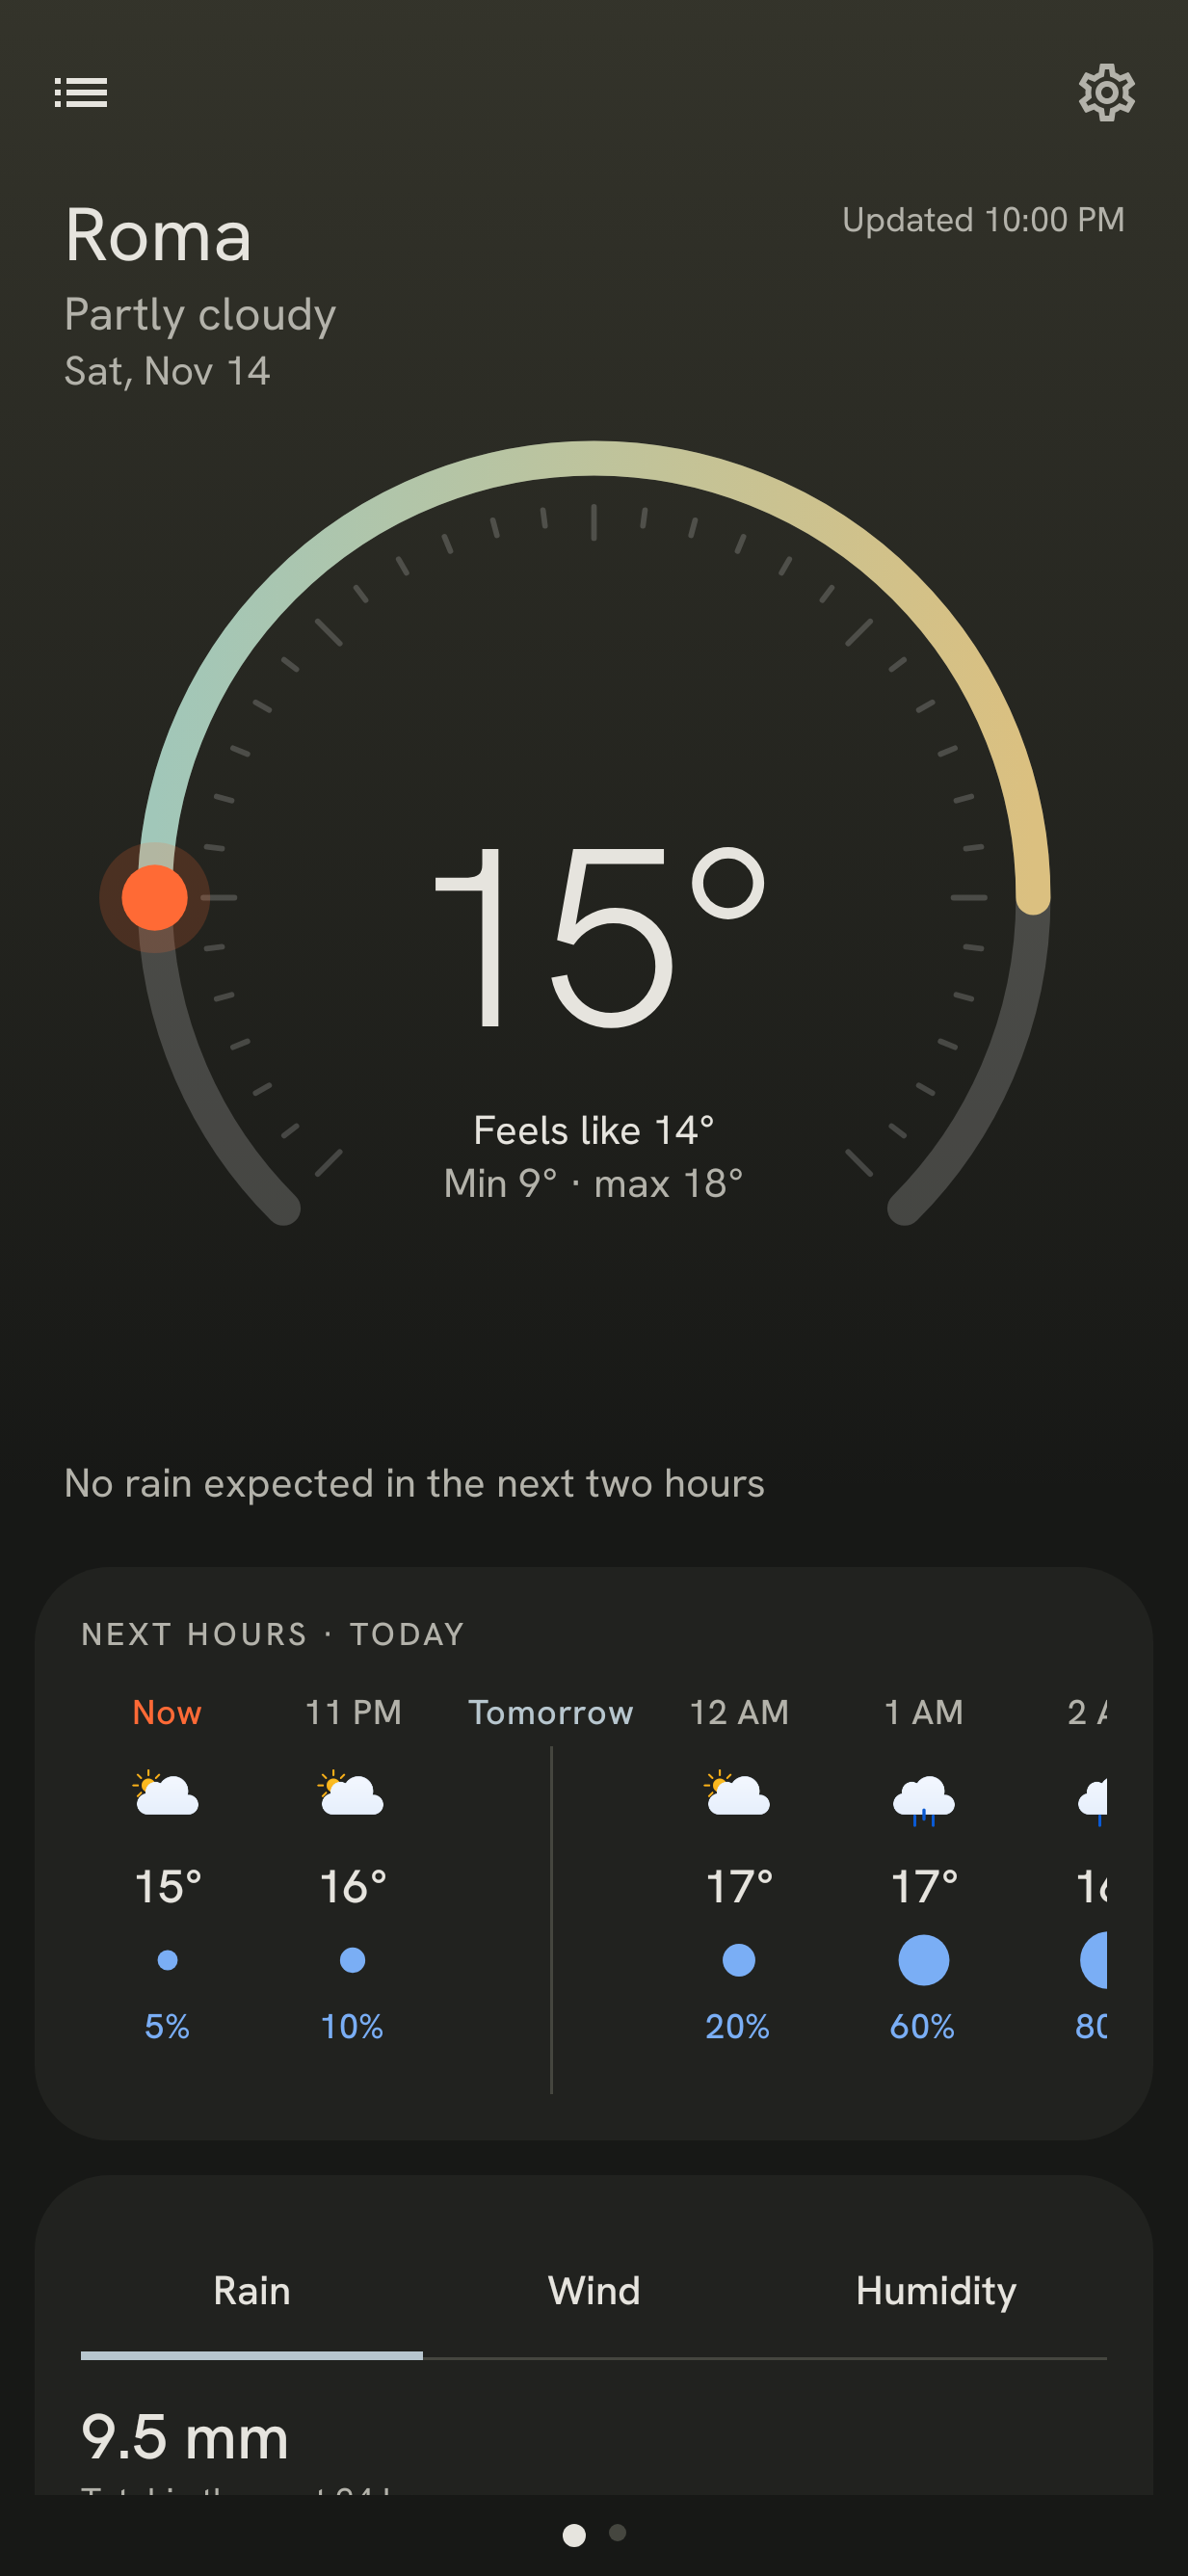 Roma
Updated 10:00 PM
Partly cloudy
Sat, Nov 14
15°
Feels like 14°
Min 9° · max 18°
No rain expected in the next two hours
NEXT HOURS · TODAY
Now 11 PM Tomorrow 12 AM 1 AM 2
15° 16° 17° 17°
5% 10% 20% 60%
Rain Wind Humidity
9.5 mm